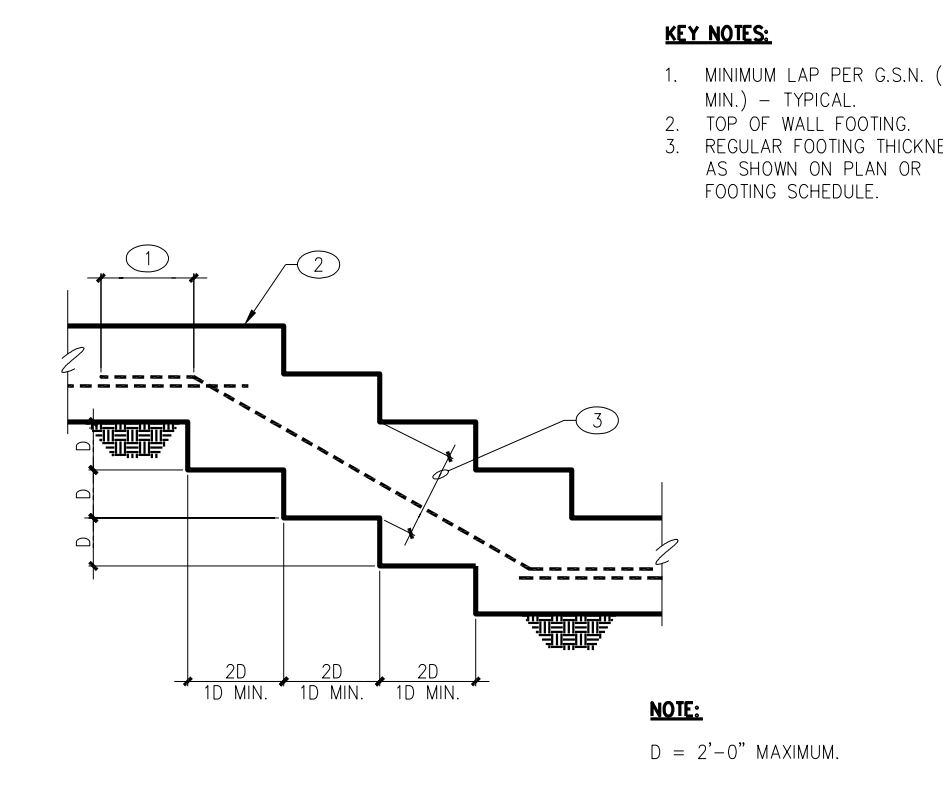 KEY NOTES:
1. MINIMUM LAP PER G.S.N. (
MIN.) – TYPICAL.
2. TOP OF WALL FOOTING.
3. REGULAR FOOTING
AS SHOWN ON PLAN OR
FOOTING SCHEDULE.
1
2
3
D
D
D
2D
1D MIN.
2D
1D MIN.
2D
1D MIN.
NOTE:
D = 2'-0" MAXIMUM.